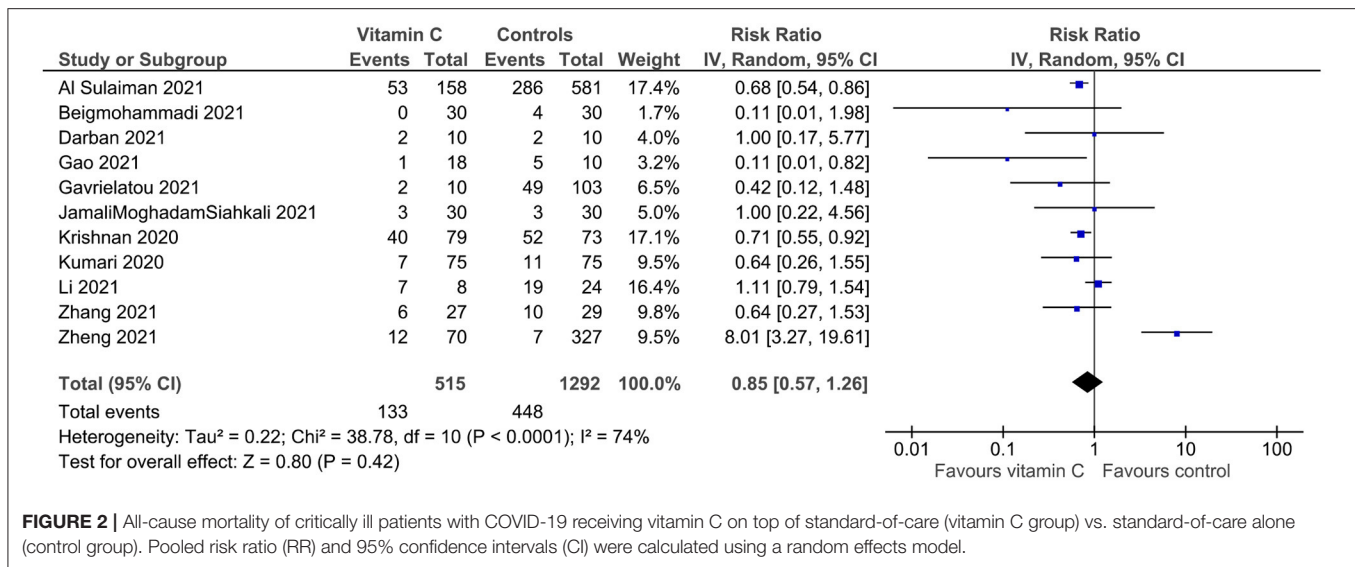 Vitamin C Controls Risk Ratio Risk Ratio
Study or Subgroup Events Total Events Total Weight IV, Random, 95% CI IV, Random, 95% CI
Al Sulaiman 2021 53 158 286 581 17.4% 0.68 [0.54, 0.86]
Beigmohammadi 2021 0 30 4 30 1.7% 0.11 [0.01, 1.98]
Darban 2021 2 10 2 10 4.0% 1.00 [0.17, 5.77]
Gao 2021 1 18 5 10 3.2% 0.11 [0.01, 0.82]
Gavrielatou 2021 2 10 49 103 6.5% 0.42 [0.12, 1.48]
JamaliMoghadamSiahkali 2021 3 30 3 30 5.0% 1.00 [0.22, 4.56]
Krishnan 2020 40 79 52 73 17.1% 0.71 [0.55, 0.92]
Kumari 2020 7 75 11 75 9.5% 0.64 [0.26, 1.55]
Li 2021 7 8 19 24 16.4% 1.11 [0.79, 1.54]
Zhang 2021 6 27 10 29 9.8% 0.64 [0.27, 1.53]
Zheng 2021 12 70 7 327 9.5% 8.01 [3.27, 19.61]
Total (95% CI) 515 1292 100.0% 0.85 [0.57, 1.26]
Total events 133 448
Heterogeneity: Tau² = 0.22; Chi² = 38.78, df = 10 (P < 0.0001); I² = 74%
Test for overall effect: Z = 0.80 (P = 0.42)
0.01 0.1 1 10 100
Favours vitamin C Favours control
FIGURE 2 | All-cause mortality of critically ill patients with COVID-19 receiving vitamin C on top of standard-of-care (vitamin C group) vs. standard-of-care alone
(control group). Pooled risk ratio (RR) and 95% confidence intervals (CI) were calculated using a random effects model.